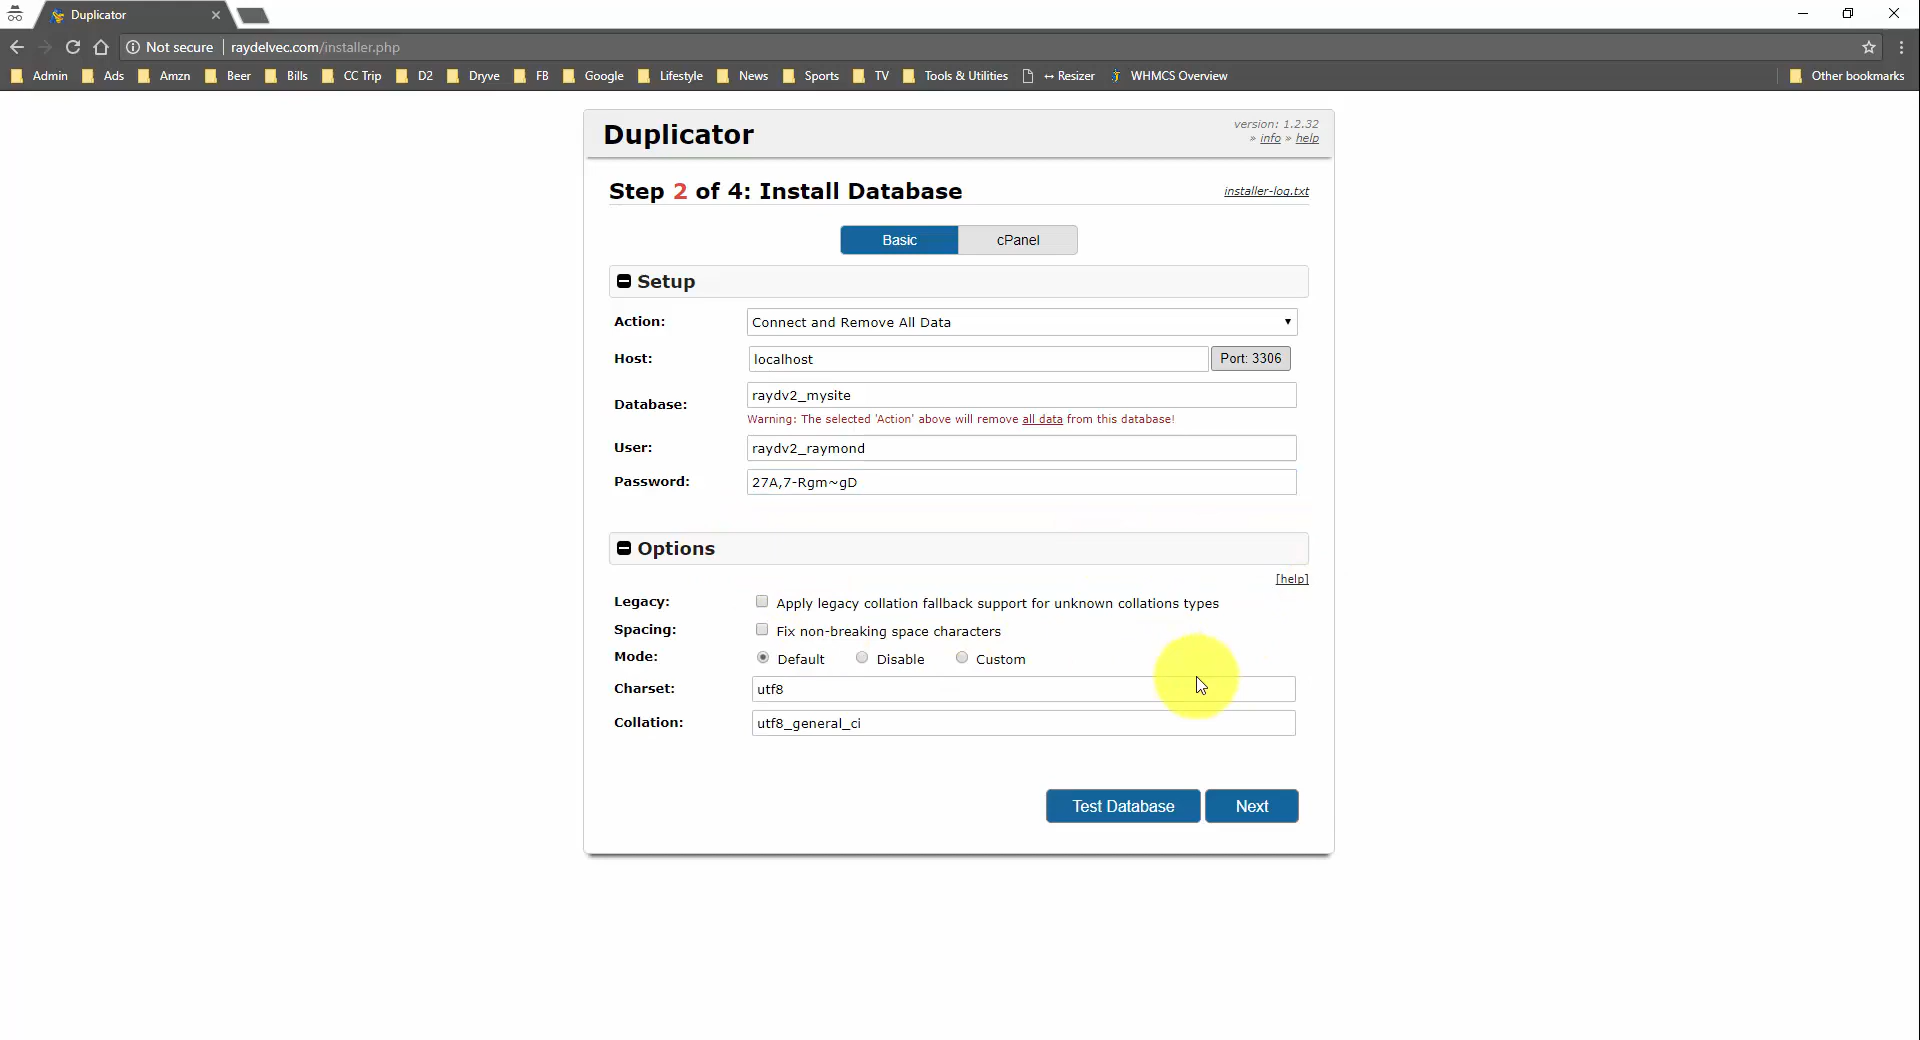 Duplicator
Not secure raydelvec.com/installer.php
Admin Ads Amzn Beer Bills CC Trip D2 Dryve FB Google Lifestyle News Sports TV Tools & Utilities ↔ Resizer WHMCS Overview Other bookmarks
Duplicator
version: 1.2.32
» info » help
Step 2 of 4: Install Database
installer-log.txt
Basic cPanel
Setup
Action: Connect and Remove All Data
Host: localhost Port: 3306
Database: raydv2_mysite
Warning: The selected 'Action' above will remove all data from this database!
User: raydv2_raymond
Password: 27A,7-Rgm~gD
Options
[help]
Legacy: Apply legacy collation fallback support for unknown collations types
Spacing: Fix non-breaking space characters
Mode: Default Disable Custom
Charset: utf8
Collation: utf8_general_ci
Test Database Next